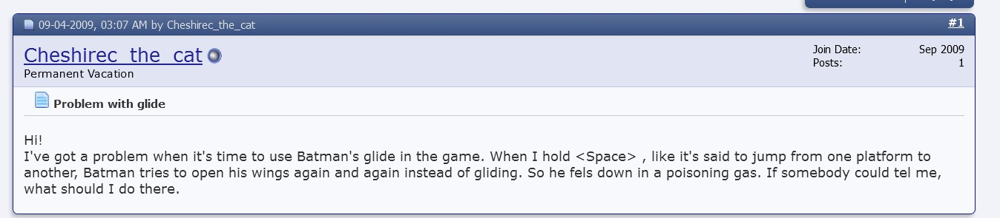 09-04-2009, 03:07 AM by Cheshirec_the_cat
#1
Cheshirec_the_cat
Permanent Vacation
Join Date: Sep 2009
Posts: 1
Problem with glide
Hi!
I've got a problem when it's time to use Batman's glide in the game. When I hold <Space> , like it's said to jump from one platform to
another, Batman tries to open his wings again and again instead of gliding. So he fels down in a poisoning gas. If somebody could tell me,
what should I do there.